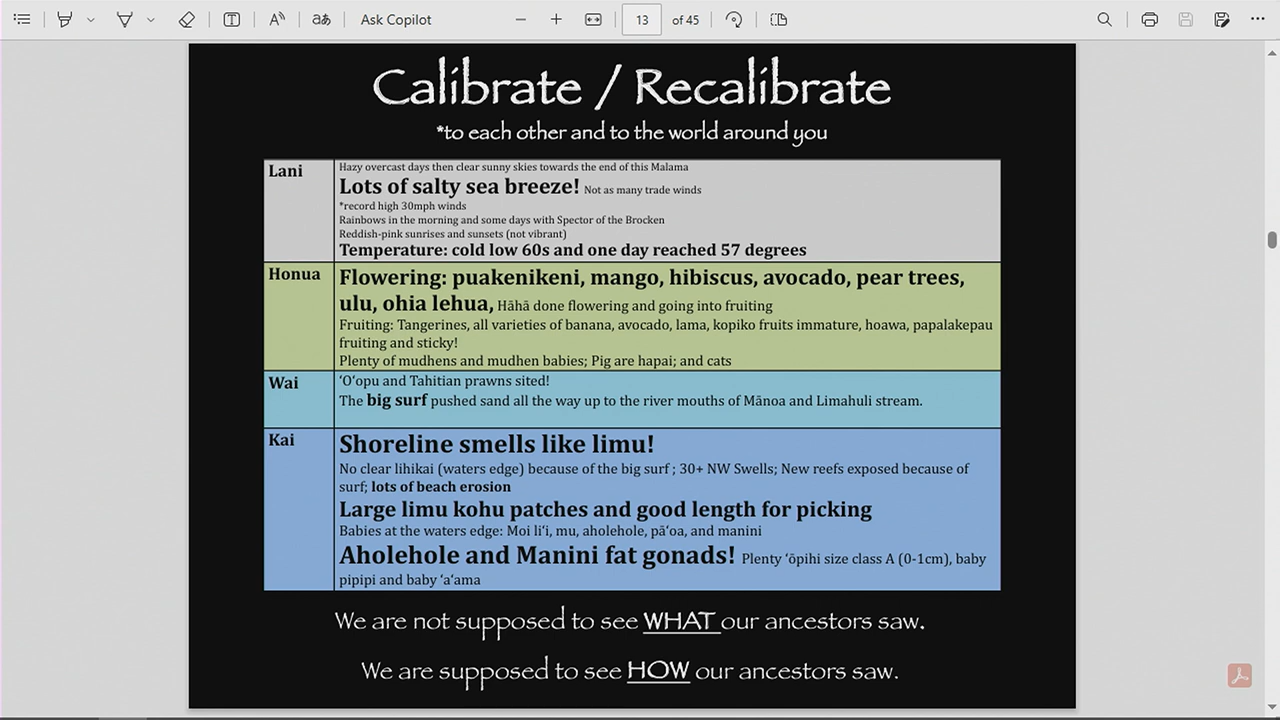 Ask Copilot
13 of 45
Calibrate / Recalibrate
*to each other and to the world around you
Lani
Hazy overcast days then clear sunny skies towards the end of this Malama
Lots of salty sea breeze! Not as many trade winds
*record high 30mph winds
Rainbows in the morning and some days with Spector of the Brocken
Reddish-pink sunrises and sunsets (not vibrant)
Temperature: cold low 60s and one day reached 57 degrees
Honua
Flowering: puakenikeni, mango, hibiscus, avocado, pear trees,
ulu, ohia lehua, Hāhā done flowering and going into fruiting
Fruiting: Tangerines, all varieties of banana, avocado, lama, kopiko fruits immature, hoawa, papalakepau
fruiting and sticky!
Plenty of mudhens and mudhen babies; Pig are hapai; and cats
Wai
ʻOʻopu and Tahitian prawns sited!
The big surf pushed sand all the way up to the river mouths of Mānoa and Limahuli stream.
Kai
Shoreline smells like limu!
No clear lihikai (waters edge) because of the big surf ; 30+ NW Swells; New reefs exposed because of
surf; lots of beach erosion
Large limu kohu patches and good length for picking
Babies at the waters edge: Moi liʻi, mu, aholehole, pāʻoa, and manini
Aholehole and Manini fat gonads! Plenty ʻōpihi size class A (0-1cm), baby
pipipi and baby ʻaʻama
We are not supposed to see WHAT our ancestors saw.
We are supposed to see HOW our ancestors saw.